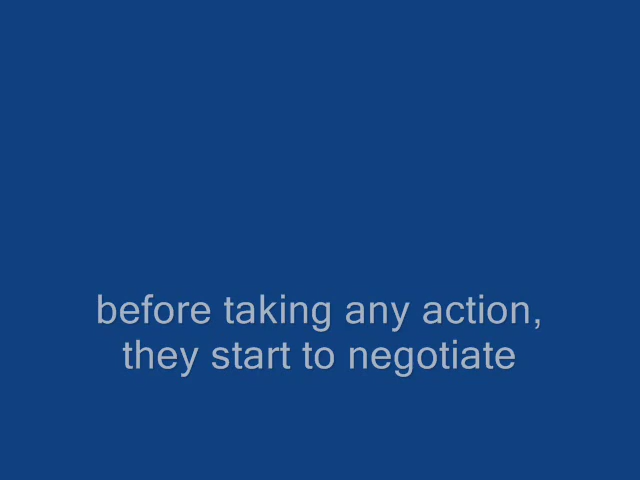 before taking any action,
they start to negotiate